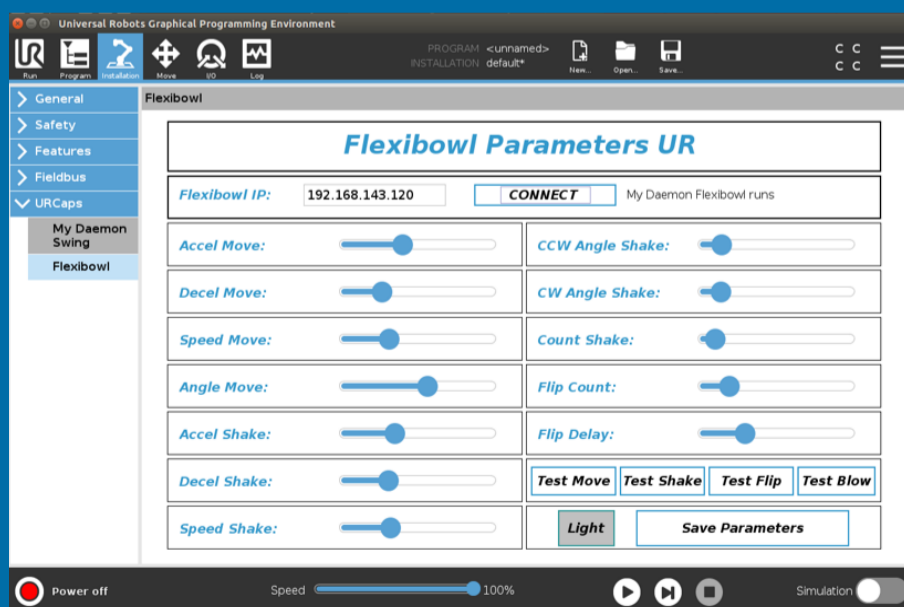 Universal Robots Graphical Programming Environment
Run
Program
Installation
Move
I/O
Log
PROGRAM <unnamed>
INSTALLATION default*
New...
Open...
Save...
C C
C C
General
Safety
Features
Fieldbus
URCaps
My Daemon
Swing
Flexibowl
Flexibowl
Flexibowl Parameters UR
Flexibowl IP: 192.168.143.120 CONNECT My Daemon Flexibowl runs
Accel Move:
Decel Move:
Speed Move:
Angle Move:
Accel Shake:
Decel Shake:
Speed Shake:
CCW Angle Shake:
CW Angle Shake:
Count Shake:
Flip Count:
Flip Delay:
Test Move Test Shake Test Flip Test Blow
Light Save Parameters
Power off
Speed 100%
Simulation